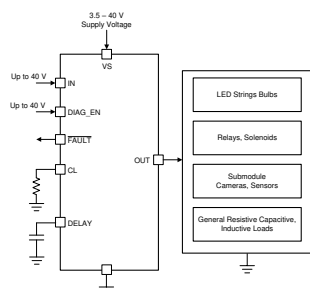 3.5 – 40 V
Supply Voltage
VS
Up to 40 V
IN
Up to 40 V
DIAG_EN
FAULT
OUT
CL
DELAY
LED Strings Bulbs
Relays, Solenoids
Submodule
Cameras, Sensors
General Resistive Capacitive,
Inductive Loads